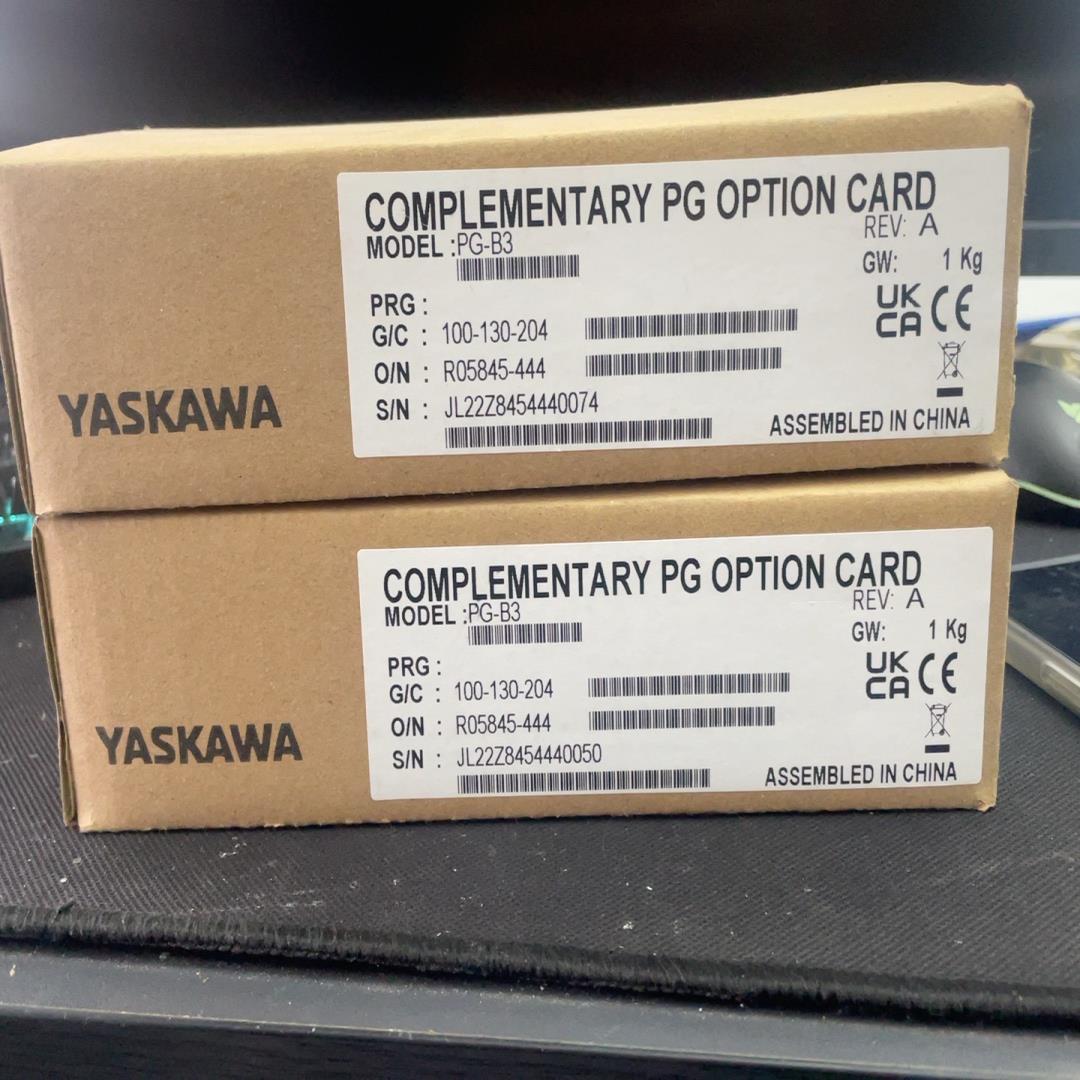 COMPLEMENTARY PG OPTION CARD
MODEL :PG-B3
REV: A
GW: 1 Kg
PRG :
G/C : 100-130-204
O/N : R05845-444
S/N : JL22Z8454440074
UK
CA CE
ASSEMBLED IN CHINA
YASKAWA
COMPLEMENTARY PG OPTION CARD
MODEL :PG-B3
REV: A
GW: 1 Kg
PRG :
G/C : 100-130-204
O/N : R05845-444
S/N : JL22Z8454440050
UK
CA CE
ASSEMBLED IN CHINA
YASKAWA